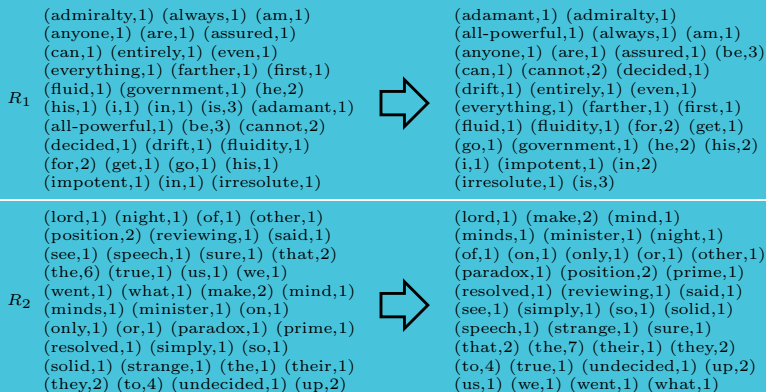 (admiralty,1) (always,1) (am,1)
(anyone,1) (are,1) (assured,1)
(can,1) (entirely,1) (even,1)
(everything,1) (farther,1) (first,1)
(fluid,1) (government,1) (he,2)
R1
(his,1) (i,1) (in,1) (is,3) (adamant,1)
(all-powerful,1) (be,3) (cannot,2)
(decided,1) (drift,1) (fluidity,1)
(for,2) (get,1) (go,1) (his,1)
(impotent,1) (in,1) (irresolute,1)
(adamant,1) (admiralty,1)
(all-powerful,1) (always,1) (am,1)
(anyone,1) (are,1) (assured,1) (be,3)
(can,1) (cannot,2) (decided,1)
(drift,1) (entirely,1) (even,1)
(everything,1) (farther,1) (first,1)
(fluid,1) (fluidity,1) (for,2) (get,1)
(go,1) (government,1) (he,2) (his,2)
(i,1) (impotent,1) (in,2)
(irresolute,1) (is,3)
(lord,1) (night,1) (of,1) (other,1)
(position,2) (reviewing,1) (said,1)
(see,1) (speech,1) (sure,1) (that,2)
(the,6) (true,1) (us,1) (we,1)
(went,1) (what,1) (make,2) (mind,1)
R2
(minds,1) (minister,1) (on,1)
(only,1) (or,1) (paradox,1) (prime,1)
(resolved,1) (simply,1) (so,1)
(solid,1) (strange,1) (the,1) (their,1)
(they,2) (to,4) (undecided,1) (up,2)
(lord,1) (make,2) (mind,1)
(minds,1) (minister,1) (night,1)
(of,1) (on,1) (only,1) (or,1) (other,1)
(paradox,1) (position,2) (prime,1)
(resolved,1) (reviewing,1) (said,1)
(see,1) (simply,1) (so,1) (solid,1)
(speech,1) (strange,1) (sure,1)
(that,2) (the,7) (their,1) (they,2)
(to,4) (true,1) (undecided,1) (up,2)
(us,1) (we,1) (went,1) (what,1)